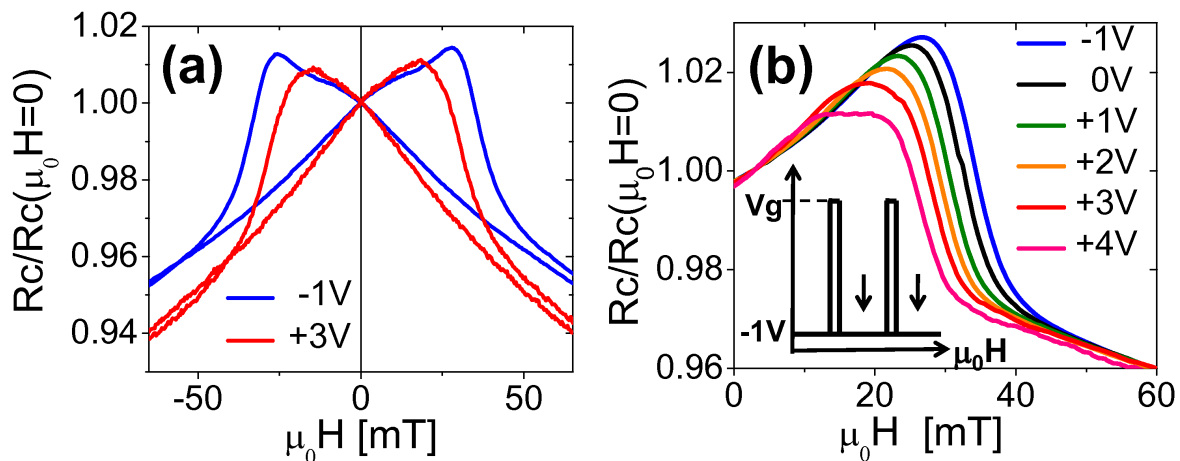 (a)
Rc/Rc(μ₀H=0)
1.02
1.00
0.98
0.96
0.94
-1V
+3V
-50
0
50
μ₀H [mT]
(b)
Rc/Rc(μ₀H=0)
1.02
1.00
0.98
0.96
-1V
0V
+1V
+2V
+3V
+4V
Vg
-1V
μ₀H
0
20
40
60
μ₀H [mT]